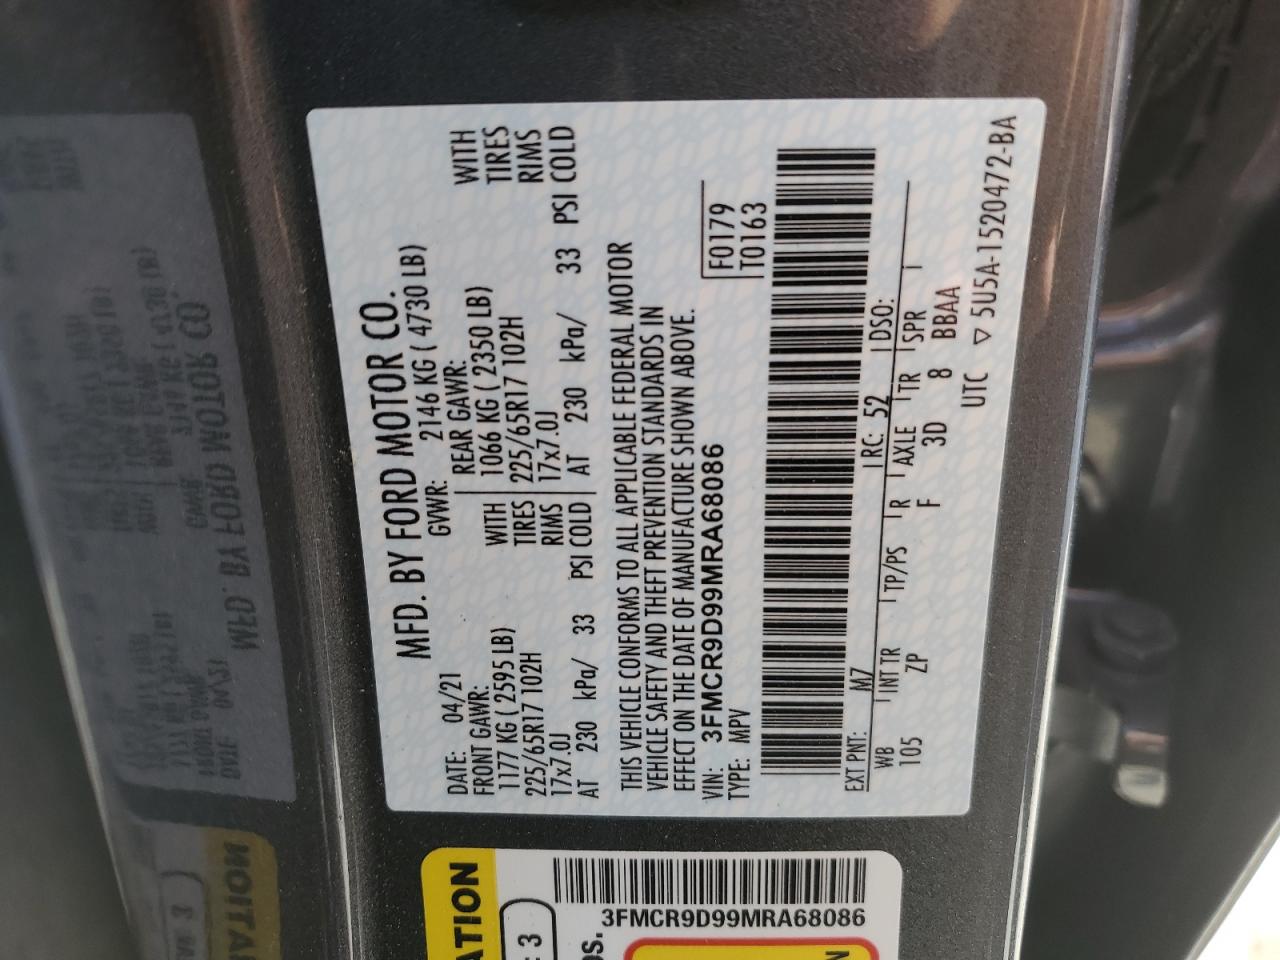 MFD. BY FORD MOTOR CO.
DATE: 04/21 GVWR: 2146 KG ( 4730 LB)
FRONT GAWR: REAR GAWR:
1177 KG ( 2595 LB) WITH 1066 KG ( 2350 LB) WITH
225/65R17 102H TIRES 225/65R17 102H TIRES
17x7.0J RIMS 17x7.0J RIMS
AT 230 kPa/ 33 PSI COLD AT 230 kPa/ 33 PSI COLD
THIS VEHICLE CONFORMS TO ALL APPLICABLE FEDERAL MOTOR
VEHICLE SAFETY AND THEFT PREVENTION STANDARDS IN
EFFECT ON THE DATE OF MANUFACTURE SHOWN ABOVE.
VIN: 3FMCR9D99MRA68086 F0179
TYPE: MPV T0163
EXT PNT: M7 RC: 52 DSO:
WB INT TR TP/PS R AXLE TR SPR
105 ZP F 3D 8 BBAA
UTC ▽ 5U5A-1520472-BA
ATION
: 3
3FMCR9D99MRA68086
os.
N